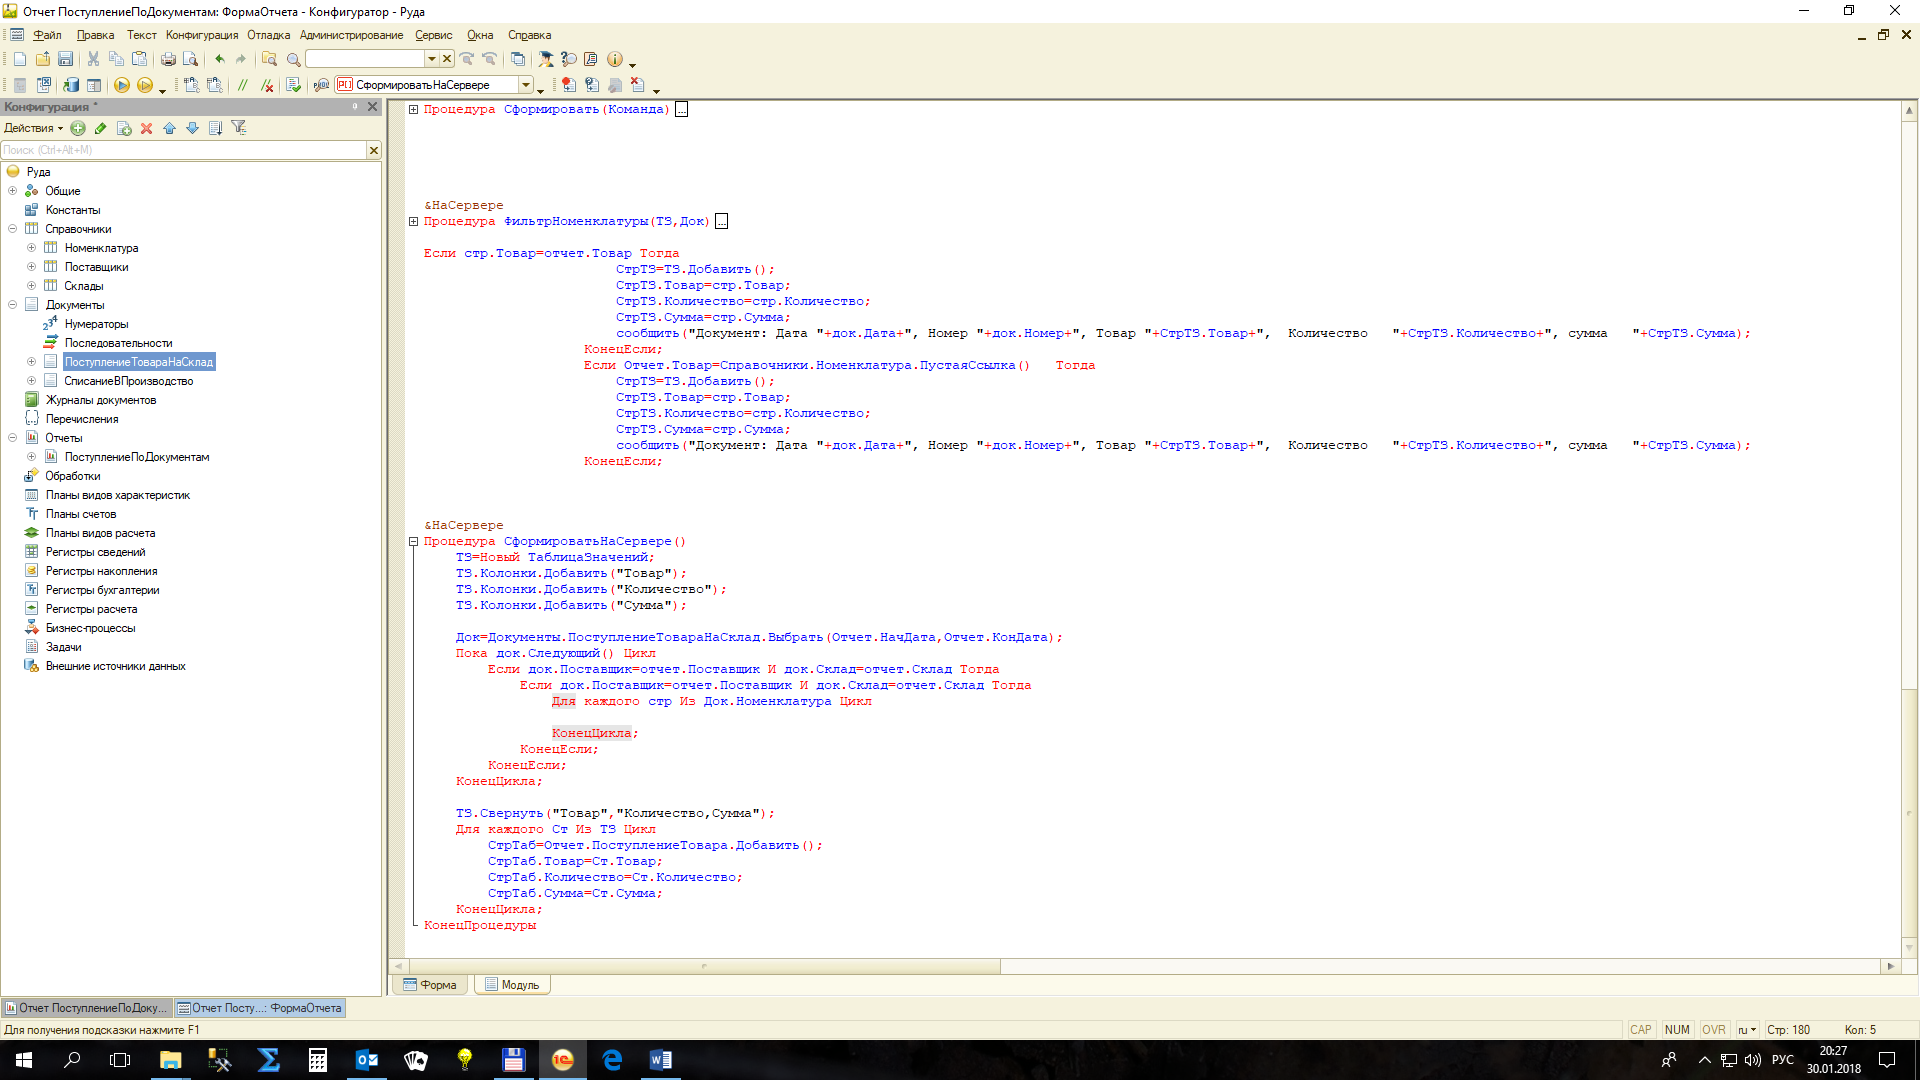 Отчет ПоступлениеПоДокументам: ФормаОтчета - Конфигуратор - Руда
Файл Правка Текст Конфигурация Отладка Администрирование Сервис Окна Справка
СформироватьНаСервере
Конфигурация *
Действия
Поиск (Ctrl+Alt+M)
Руда
Общие
Константы
Справочники
Номенклатура
Поставщики
Склады
Документы
Нумераторы
Последовательности
ПоступлениеТовараНаСклад
СписаниеВПроизводство
Журналы документов
Перечисления
Отчеты
ПоступлениеПоДокументам
Обработки
Планы видов характеристик
Планы счетов
Планы видов расчета
Регистры сведений
Регистры накопления
Регистры бухгалтерии
Регистры расчета
Бизнес-процессы
Задачи
Внешние источники данных
Процедура Сформировать(Команда) ...
&НаСервере
Процедура ФильтрНоменклатуры(ТЗ,Док) ...
Если стр.Товар=отчет.Товар Тогда
СтрТЗ=ТЗ.Добавить();
СтрТЗ.Товар=стр.Товар;
СтрТЗ.Количество=стр.Количество;
СтрТЗ.Сумма=стр.Сумма;
сообщить("Документ: Дата "+док.Дата+", Номер "+док.Номер+", Товар "+СтрТЗ.Товар+",  Количество   "+СтрТЗ.Количество+", сумма   "+СтрТЗ.Сумма);
КонецЕсли;
Если Отчет.Товар=Справочники.Номенклатура.ПустаяСсылка()   Тогда
СтрТЗ=ТЗ.Добавить();
СтрТЗ.Товар=стр.Товар;
СтрТЗ.Количество=стр.Количество;
СтрТЗ.Сумма=стр.Сумма;
сообщить("Документ: Дата "+док.Дата+", Номер "+док.Номер+", Товар "+СтрТЗ.Товар+",  Количество   "+СтрТЗ.Количество+", сумма   "+СтрТЗ.Сумма);
КонецЕсли;
&НаСервере
Процедура СформироватьНаСервере()
ТЗ=Новый ТаблицаЗначений;
ТЗ.Колонки.Добавить("Товар");
ТЗ.Колонки.Добавить("Количество");
ТЗ.Колонки.Добавить("Сумма");
Док=Документы.ПоступлениеТовараНаСклад.Выбрать(Отчет.НачДата,Отчет.КонДата);
Пока док.Следующий() Цикл
Если док.Поставщик=отчет.Поставщик И док.Склад=отчет.Склад Тогда
Если док.Поставщик=отчет.Поставщик И док.Склад=отчет.Склад Тогда
Для каждого стр Из Док.Номенклатура Цикл
КонецЦикла;
КонецЕсли;
КонецЕсли;
КонецЦикла;
ТЗ.Свернуть("Товар","Количество,Сумма");
Для каждого Ст Из ТЗ Цикл
СтрТаб=Отчет.ПоступлениеТовара.Добавить();
СтрТаб.Товар=Ст.Товар;
СтрТаб.Количество=Ст.Количество;
СтрТаб.Сумма=Ст.Сумма;
КонецЦикла;
КонецПроцедуры
Форма Модуль
Отчет ПоступлениеПоДоку... Отчет Посту...: ФормаОтчета
Для получения подсказки нажмите F1 CAP NUM OVR ru Стр: 180 Кол: 5
РУС 20:27
30.01.2018